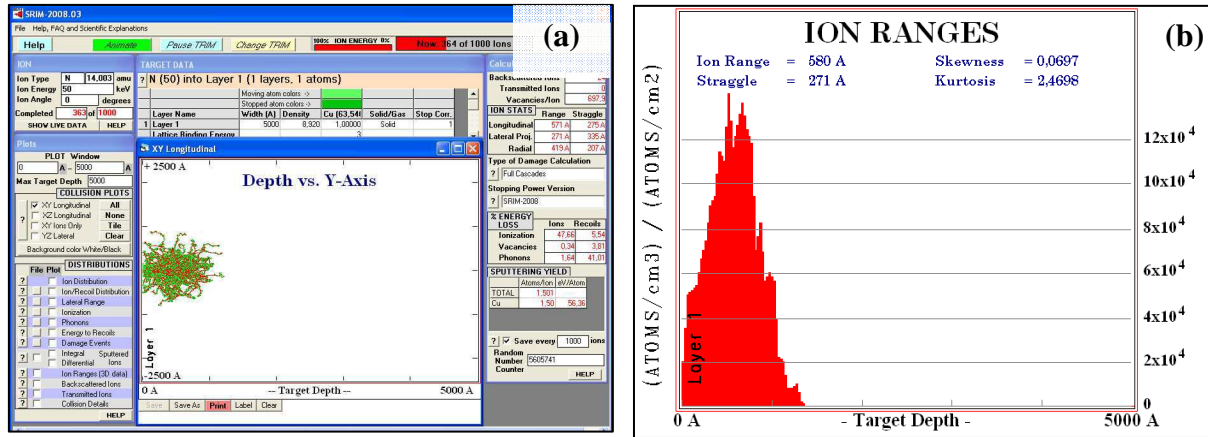 SRIM-2008.03
File Help, FAQ and Scientific Explanations
Help Animate Pause TRIM Change TRIM 100% ION ENERGY 0% Now: 364 of 1000 Ions (a)
ION
Ion Type N 14,003 amu
Ion Energy 50 keV
Ion Angle 0 degrees
Completed 363 of 1000
SHOW LIVE DATA HELP
Plots
PLOT Window
0 A - 5000 A
Max Target Depth 5000
COLLISION PLOTS
? XY Longitudinal All
XZ Longitudinal None
XY Ions Only Tile
YZ Lateral Clear
Background color White/Black
DISTRIBUTIONS
File Plot
? Ion Distribution
? Ion/Recoil Distribution
? Lateral Range
? Ionization
? Phonons
? Energy to Recoils
? Damage Events
? Integral Sputtered
Differential Ions
? Ion Ranges (3D data)
? Backscattered Ions
? Transmitted Ions
? Collision Details
HELP
TARGET DATA
? N (50) into Layer 1 (1 layers, 1 atoms)
Moving atom colors ->
Stopped atom colors ->
Layer Name Width (A) Density Cu (63,54 Solid/Gas Stop Corr.
1 Layer 1 5000 8,920 1,00000 Solid 1
Lattice Binding Energy 3
XY Longitudinal
+ 2500 A
Depth vs. Y-Axis
Layer 1
-2500 A
0 A -- Target Depth -- 5000 A
Save Save As Print Label Clear
Backscattered Ions
Transmitted Ions 0
Vacancies/Ion 697,9
ION STATS Range Straggle
Longitudinal 571 A 275 A
Lateral Proj. 271 A 335 A
Radial 419 A 207 A
Type of Damage Calculation
? Full Cascades
Stopping Power Version
? SRIM-2008
% ENERGY LOSS Ions Recoils
Ionization 47,66 5,54
Vacancies 0,34 3,81
Phonons 1,64 41,01
SPUTTERING YIELD
Atoms/Ion eV/Atom
TOTAL 1,501
Cu 1,50 56,36
? Save every 1000 ions
Random
Number 5605741
Counter
HELP
ION RANGES (b)
Ion Range = 580 A Skewness = 0,0697
Straggle = 271 A Kurtosis = 2,4698
(ATOMS/cm3) / (ATOMS/cm2)
12x10⁴
10x10⁴
8x10⁴
6x10⁴
4x10⁴
2x10⁴
0
Layer 1
0 A - Target Depth - 5000 A